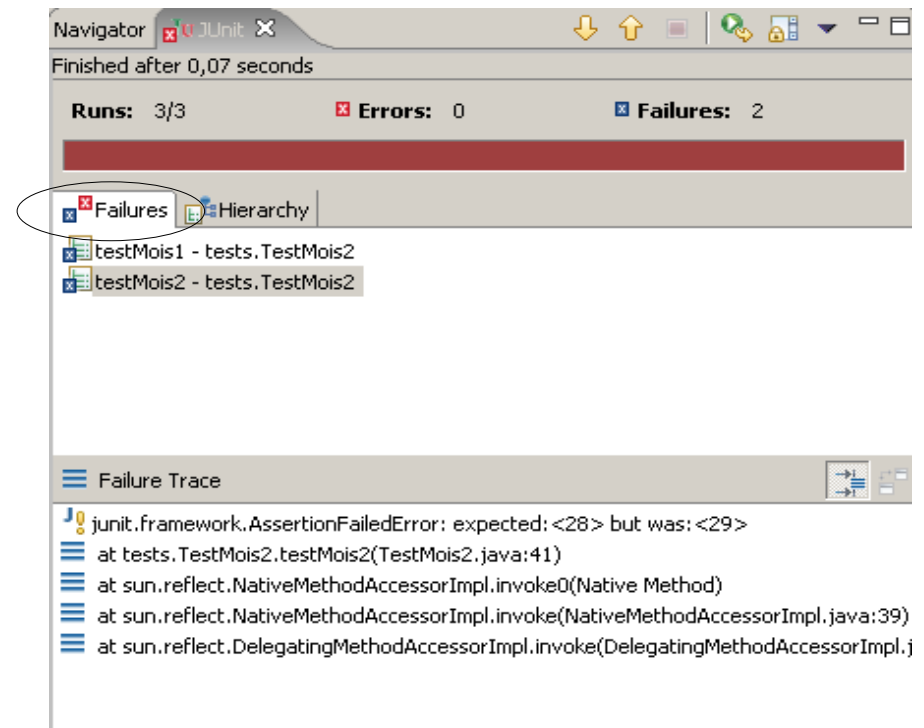 Navigator JUnit
Finished after 0,07 seconds
Runs: 3/3 Errors: 0 Failures: 2
Failures Hierarchy
testMois1 - tests.TestMois2
testMois2 - tests.TestMois2
Failure Trace
junit.framework.AssertionFailedError: expected:<28> but was:<29>
at tests.TestMois2.testMois2(TestMois2.java:41)
at sun.reflect.NativeMethodAccessorImpl.invoke0(Native Method)
at sun.reflect.NativeMethodAccessorImpl.invoke(NativeMethodAccessorImpl.java:39)
at sun.reflect.DelegatingMethodAccessorImpl.invoke(DelegatingMethodAccessorImpl.j